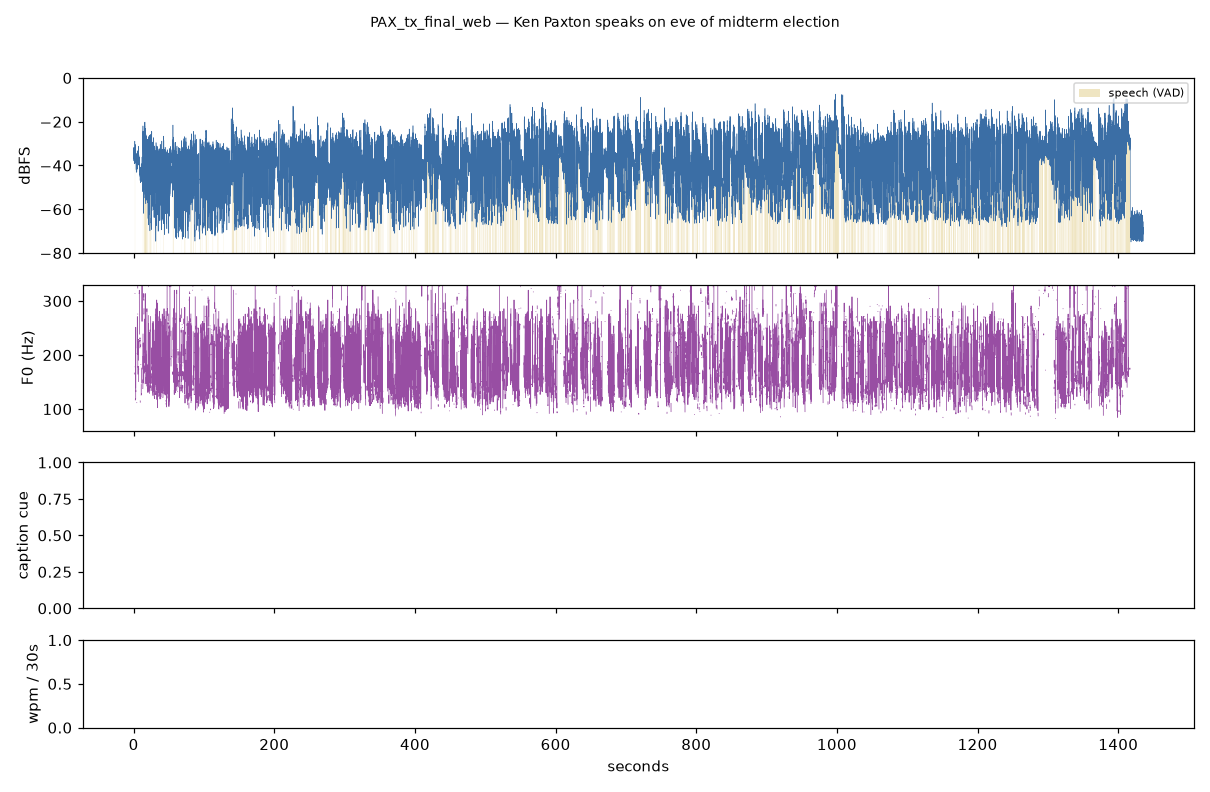 PAX_tx_final_web — Ken Paxton speaks on eve of midterm election
0
−20
−40
−60
−80
dBFS
speech (VAD)
300
200
100
F0 (Hz)
1.00
0.75
0.50
0.25
0.00
caption cue
1.0
0.5
0.0
wpm / 30s
0 200 400 600 800 1000 1200 1400
seconds